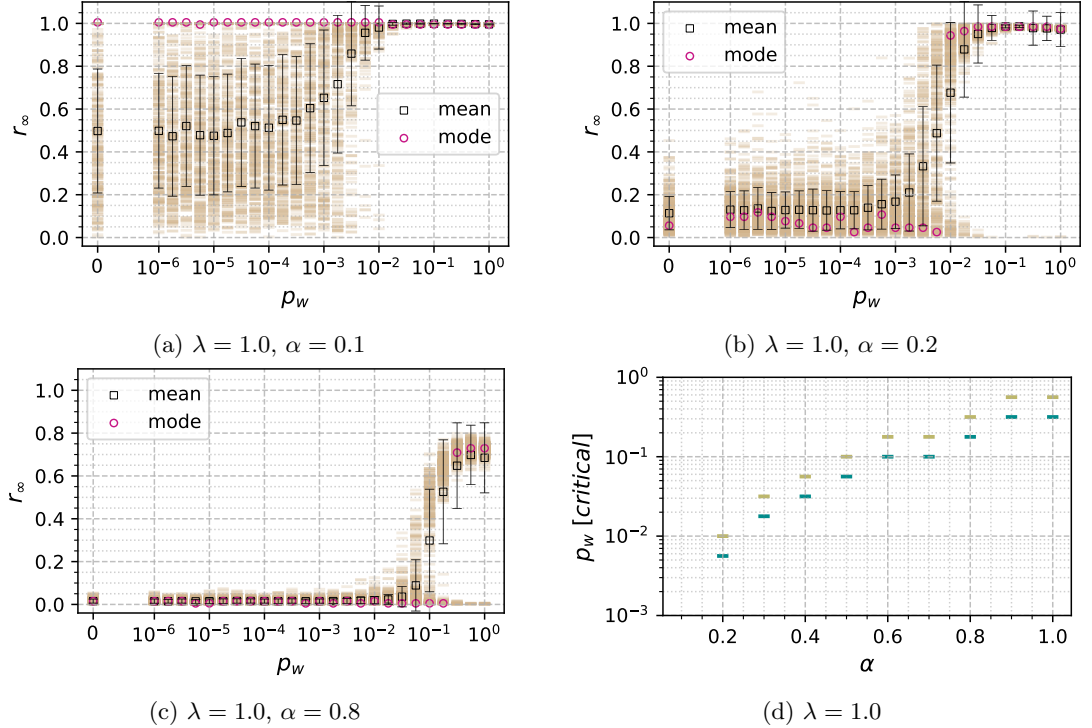 1.0
0.8
0.6
0.4
0.2
0.0
r∞
mean
mode
0 10⁻⁶ 10⁻⁵ 10⁻⁴ 10⁻³ 10⁻² 10⁻¹ 10⁰
p_w
(a) λ = 1.0, α = 0.1
1.0
0.8
0.6
0.4
0.2
0.0
r∞
mean
mode
0 10⁻⁶ 10⁻⁵ 10⁻⁴ 10⁻³ 10⁻² 10⁻¹ 10⁰
p_w
(b) λ = 1.0, α = 0.2
1.0
0.8
0.6
0.4
0.2
0.0
r∞
mean
mode
0 10⁻⁶ 10⁻⁵ 10⁻⁴ 10⁻³ 10⁻² 10⁻¹ 10⁰
p_w
(c) λ = 1.0, α = 0.8
10⁰
10⁻¹
10⁻²
10⁻³
p_w [critical]
0.2 0.4 0.6 0.8 1.0
α
(d) λ = 1.0